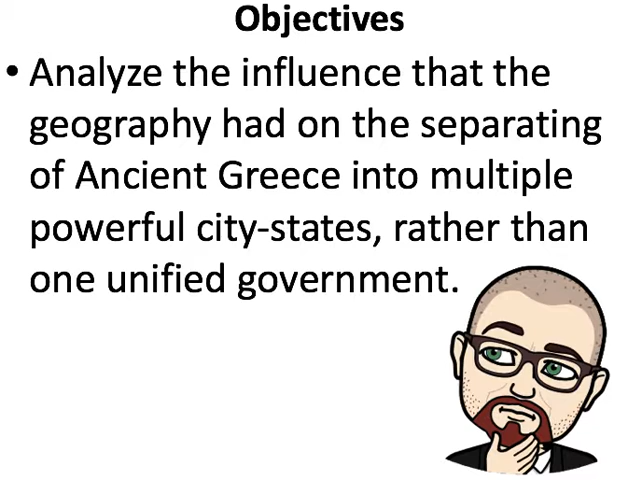 Objectives
• Analyze the influence that the
geography had on the separating
of Ancient Greece into multiple
powerful city-states, rather than
one unified government.